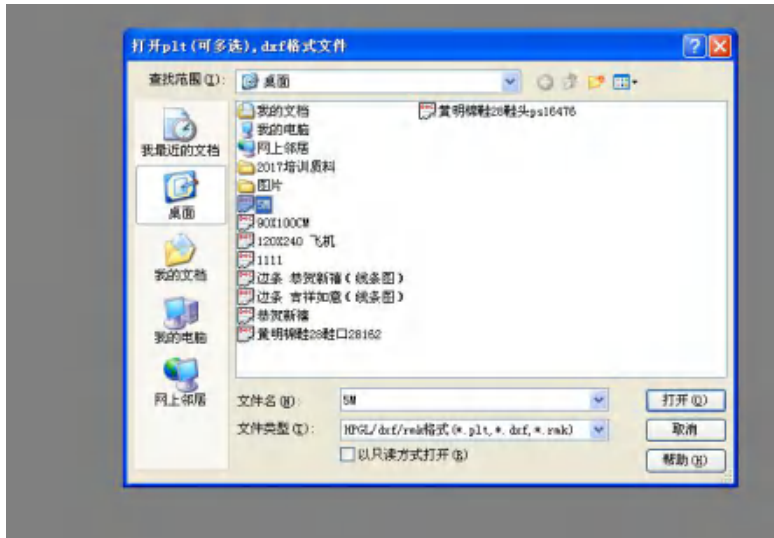 打开plt(可多选),dxf格式文件
查找范围(I):
桌面
我最近的文档
桌面
我的文档
我的电脑
网上邻居
我的文档
我的电脑
网上邻居
2017培训质料
图片
SM
90X100CM
120X240 飞机
1111
边条 恭贺新禧(线条图)
边条 吉祥如意(线条图)
恭贺新禧
黄明棉鞋28鞋口28162
黄明棉鞋28鞋头ps16476
文件名(N):
SM
打开(O)
文件类型(T):
HPGL/dxf/remk格式(*.plt,*.dxf,*.rmk)
取消
以只读方式打开(R)
帮助(H)